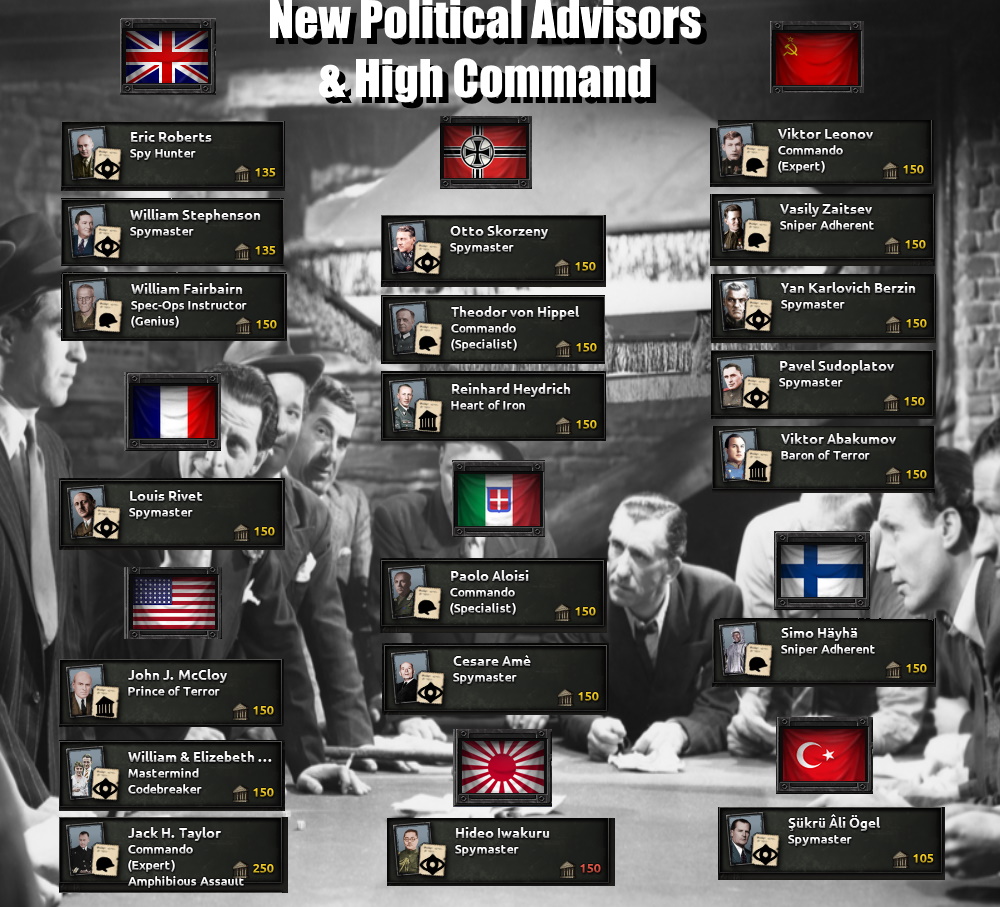 New Political Advisors
& High Command
Eric Roberts
Spy Hunter
135
William Stephenson
Spymaster
135
William Fairbairn
Spec-Ops Instructor
(Genius)
150
Louis Rivet
Spymaster
150
John J. McCloy
Prince of Terror
150
William & Elizebeth ...
Mastermind
Codebreaker
150
Jack H. Taylor
Commando
(Expert)
250
Amphibious Assault
Otto Skorzeny
Spymaster
150
Theodor von Hippel
Commando
(Specialist)
150
Reinhard Heydrich
Heart of Iron
150
Paolo Aloisi
Commando
(Specialist)
150
Cesare Amè
Spymaster
150
Hideo Iwakuru
Spymaster
150
Viktor Leonov
Commando
(Expert)
150
Vasily Zaitsev
Sniper Adherent
150
Yan Karlovich Berzin
Spymaster
150
Pavel Sudoplatov
Spymaster
150
Viktor Abakumov
Baron of Terror
150
Simo Häyhä
Sniper Adherent
150
Şükrü Âli Ögel
Spymaster
105